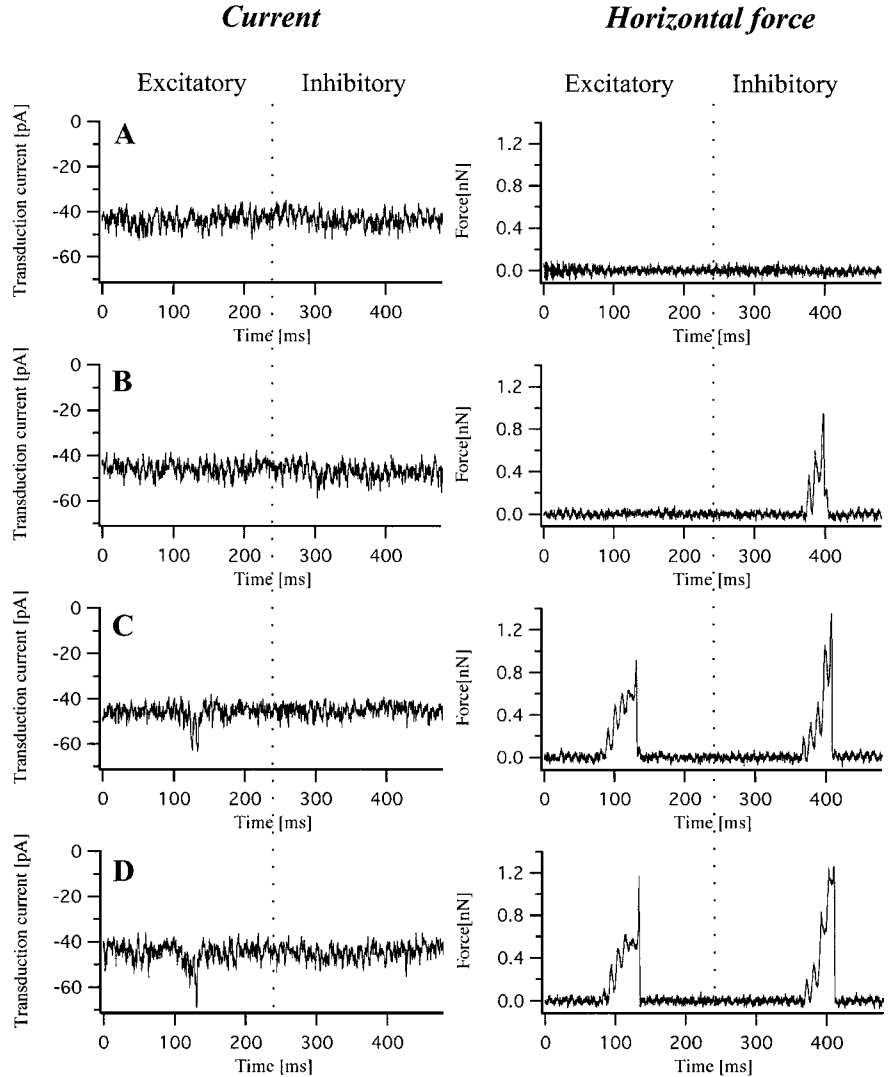 Current
Horizontal force
Excitatory Inhibitory
Excitatory Inhibitory
A
Transduction current [pA]
0
-20
-40
-60
0 100 200 300 400
Time [ms]
Force[nN]
1.2
0.8
0.4
0.0
0 100 200 300 400
Time [ms]
B
Transduction current [pA]
0
-20
-40
-60
0 100 200 300 400
Time [ms]
Force[nN]
1.2
0.8
0.4
0.0
0 100 200 300 400
Time [ms]
C
Transduction current [pA]
0
-20
-40
-60
0 100 200 300 400
Time [ms]
Force[nN]
1.2
0.8
0.4
0.0
0 100 200 300 400
Time [ms]
D
Transduction current [pA]
0
-20
-40
-60
0 100 200 300 400
Time [ms]
Force[nN]
1.2
0.8
0.4
0.0
0 100 200 300 400
Time [ms]